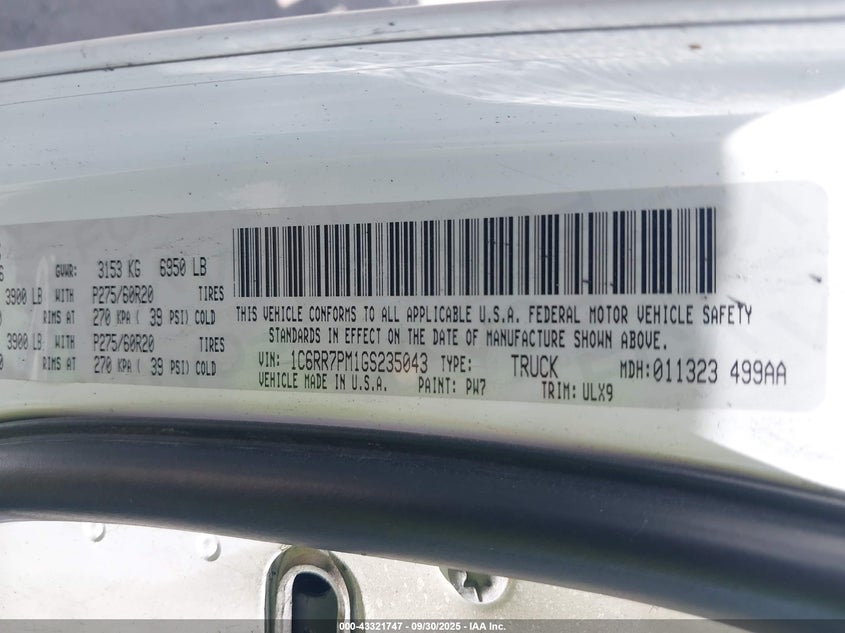 GVWR: 3153 KG 6950 LB
3900 LB WITH P275/60R20 TIRES
RIMS AT 270 KPA ( 39 PSI) COLD
3900 LB WITH P275/60R20 TIRES
RIMS AT 270 KPA ( 39 PSI) COLD
THIS VEHICLE CONFORMS TO ALL APPLICABLE U.S.A. FEDERAL MOTOR VEHICLE SAFETY
STANDARDS IN EFFECT ON THE DATE OF MANUFACTURE SHOWN ABOVE.
VIN: 1C6RR7PM1GS235043 TYPE: TRUCK MDH: 011323 499AA
VEHICLE MADE IN U.S.A. PAINT: PW7 TRIM: ULX9
000-43321747 - 09/30/2025 - IAA Inc.